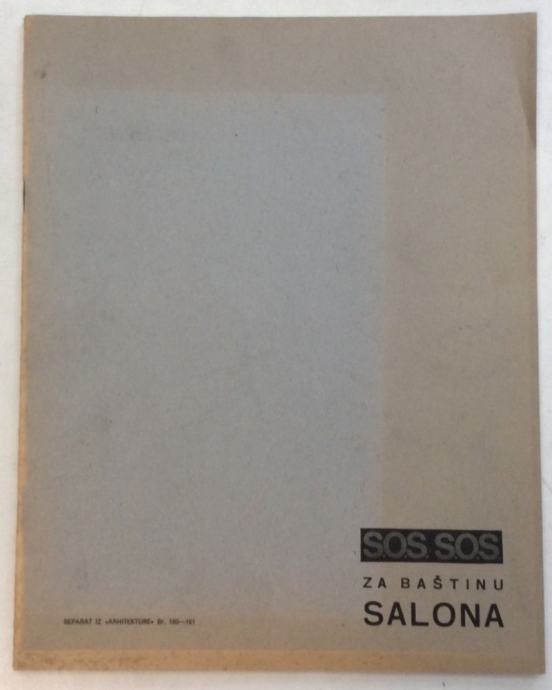 S.O.S. S.O.S.
ZA BAŠTINU
SALONA
SEPARAT IZ »ARHITEKTURE« Br. 160—161